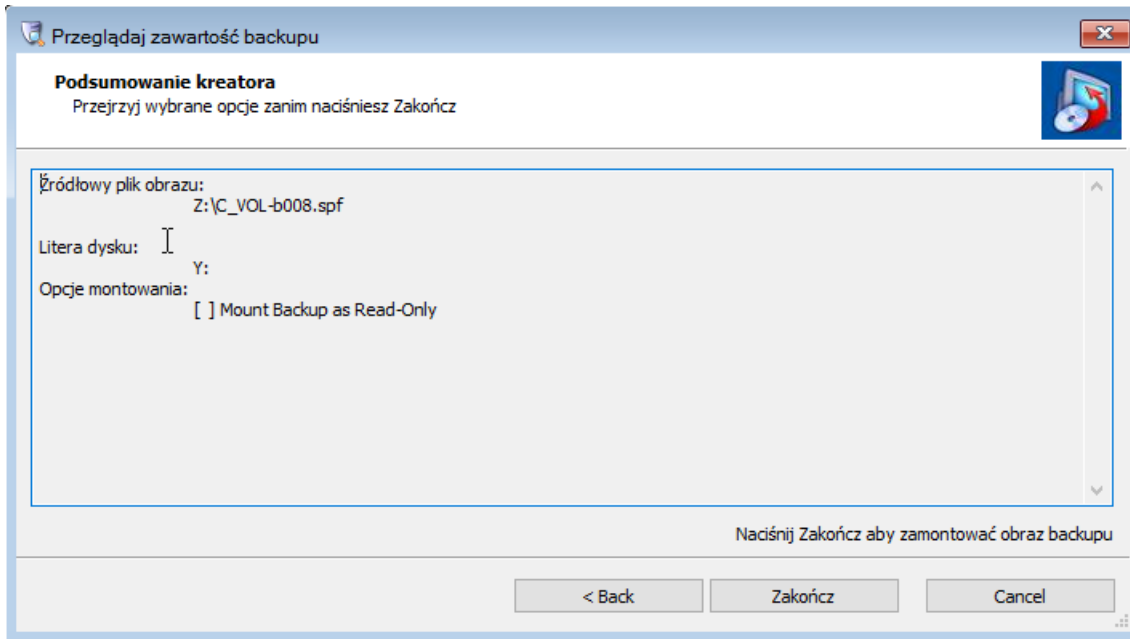 Przeglądaj zawartość backupu
Podsumowanie kreatora
Przejrzyj wybrane opcje zanim naciśniesz Zakończ
Źródłowy plik obrazu:
Z:\C_VOL-b008.spf
Litera dysku:
Y:
Opcje montowania:
[ ] Mount Backup as Read-Only
Naciśnij Zakończ aby zamontować obraz backupu
< Back
Zakończ
Cancel